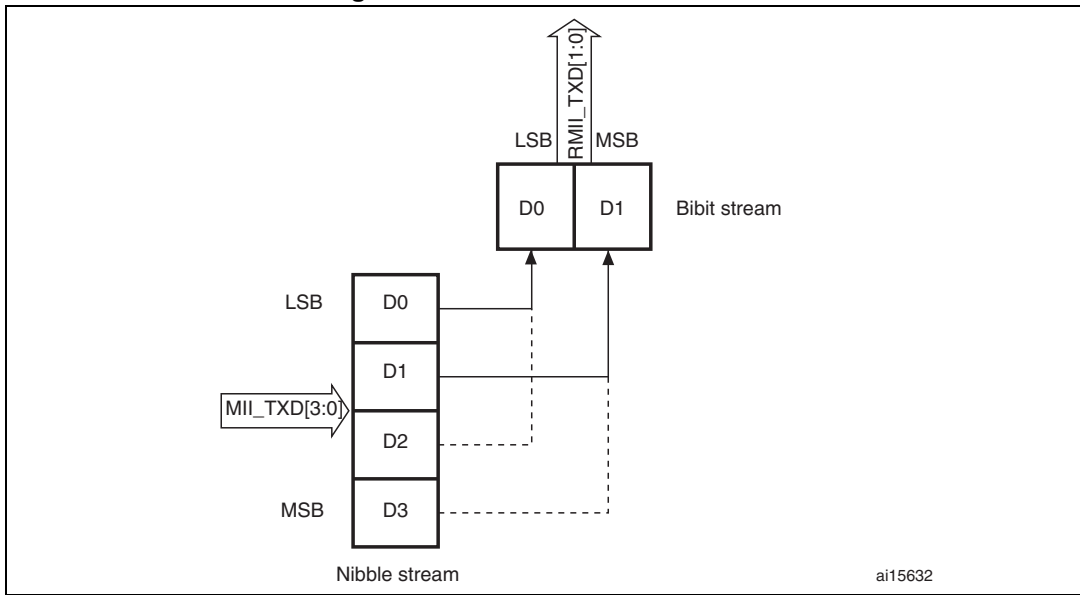 RMII_TXD[1:0]
LSB MSB
D0 D1 Bibit stream
LSB D0
D1
MII_TXD[3:0]
D2
MSB D3
Nibble stream
ai15632